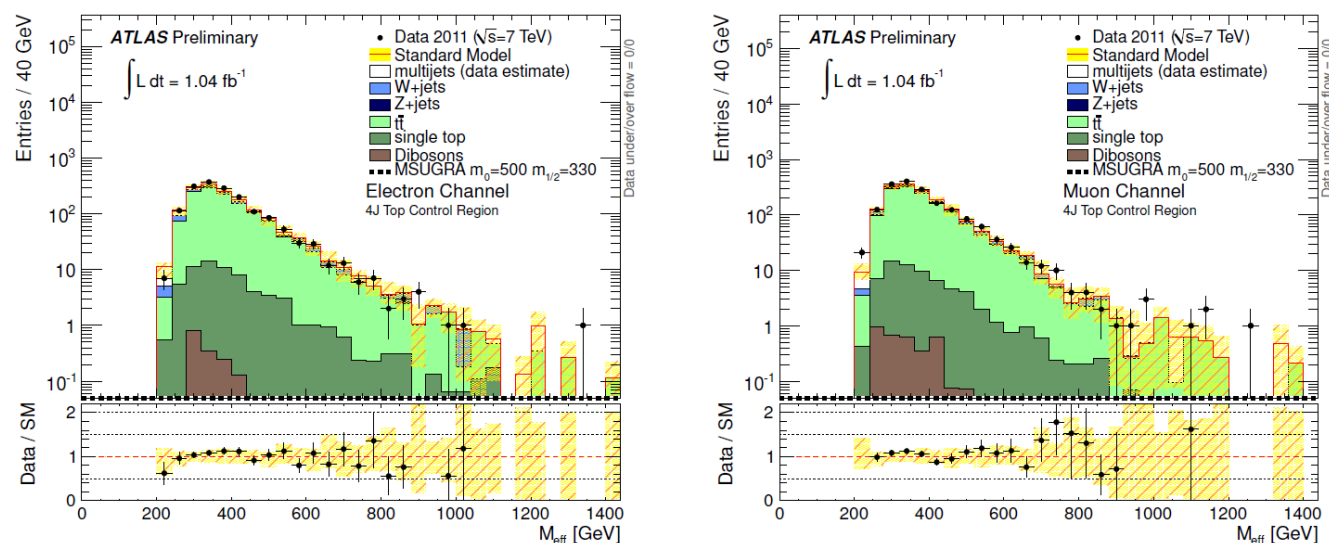 ATLAS Preliminary
∫ L dt = 1.04 fb⁻¹
Data 2011 (√s=7 TeV)
Standard Model
multijets (data estimate)
W+jets
Z+jets
tt̄
single top
Dibosons
MSUGRA m₀=500 m₁/₂=330
Electron Channel
4J Top Control Region
Data under/over flow = 0/0
Entries / 40 GeV
10⁵
10⁴
10³
10²
10
1
10⁻¹
Data / SM
2
1
0
0 200 400 600 800 1000 1200 1400
M_eff [GeV]
ATLAS Preliminary
∫ L dt = 1.04 fb⁻¹
Data 2011 (√s=7 TeV)
Standard Model
multijets (data estimate)
W+jets
Z+jets
tt̄
single top
Dibosons
MSUGRA m₀=500 m₁/₂=330
Muon Channel
4J Top Control Region
Data under/over flow = 0/0
Entries / 40 GeV
10⁵
10⁴
10³
10²
10
1
10⁻¹
Data / SM
2
1
0
0 200 400 600 800 1000 1200 1400
M_eff [GeV]